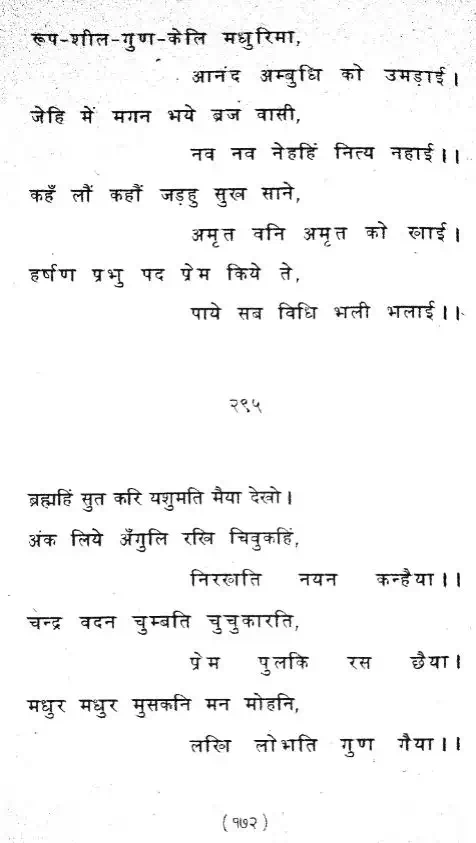 रूप-शील-गुण-केलि मधुरिमा,
आनंद अम्बुधि को उमड़ाई।
जेहि में मगन भये ब्रज वासी,
नव नव नेहहिं नित्य नहाई।।
कहँ लौं कहौं जड़हु सुख साने,
अमृत वनि अमृत को खाई।
हर्षण प्रभु पद प्रेम किये ते,
पाये सब विधि भली भलाई।।
२९५
ब्रह्महिं सुत करि यशुमति मैया देखो।
अंक लिये अँगुलि रखि चिवुकहिं,
निरखति नयन कन्हैया।।
चन्द्र वदन चुम्बति चुचुकारति,
प्रेम पुलकि रस छैया।
मधुर मधुर मुसकनि मन मोहनि,
लखि लोभति गुण गैया।।
(१७२)